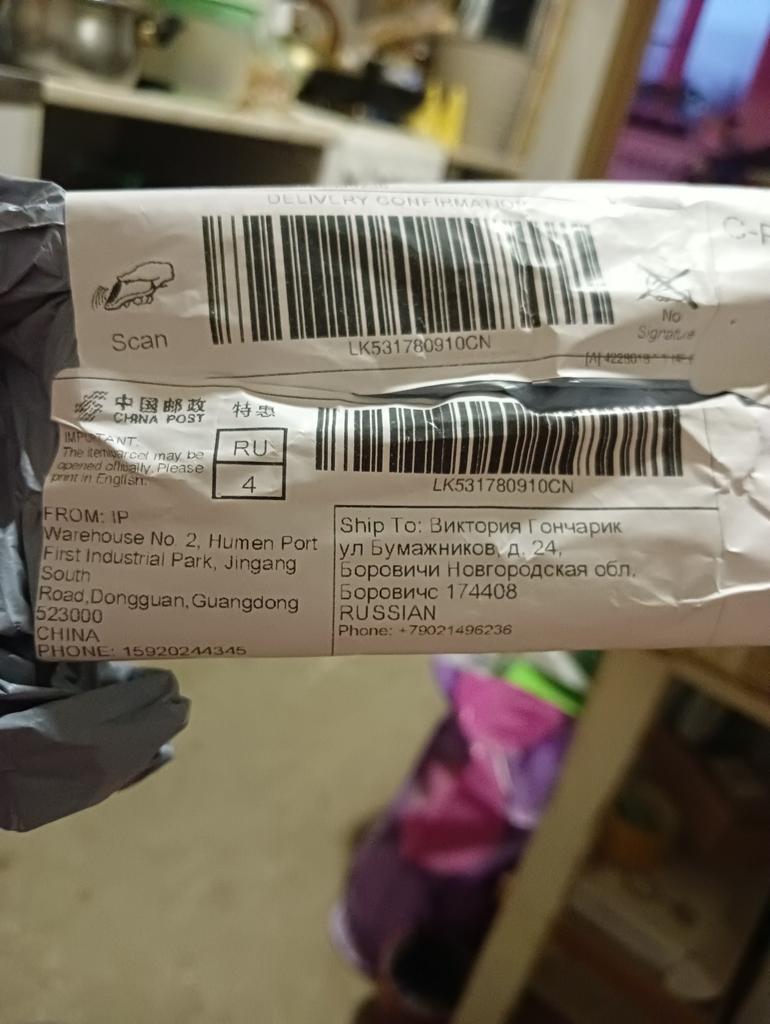 DELIVERY CONFIRMATION
Scan
LK531780910CN
No
Signature
中国邮政
CHINA POST
特惠
IMPORTANT:
The item/parcel may be
opened officially. Please
print in English.
RU
4
LK531780910CN
FROM: IP
Warehouse No. 2, Humen Port
First Industrial Park, Jingang
South
Road,Dongguan,Guangdong
523000
CHINA
PHONE: 15920244345
Ship To: Виктория Гончарик
ул Бумажников, д. 24,
Боровичи Новгородская обл.
Боровичс 174408
RUSSIAN
Phone: +79021496236